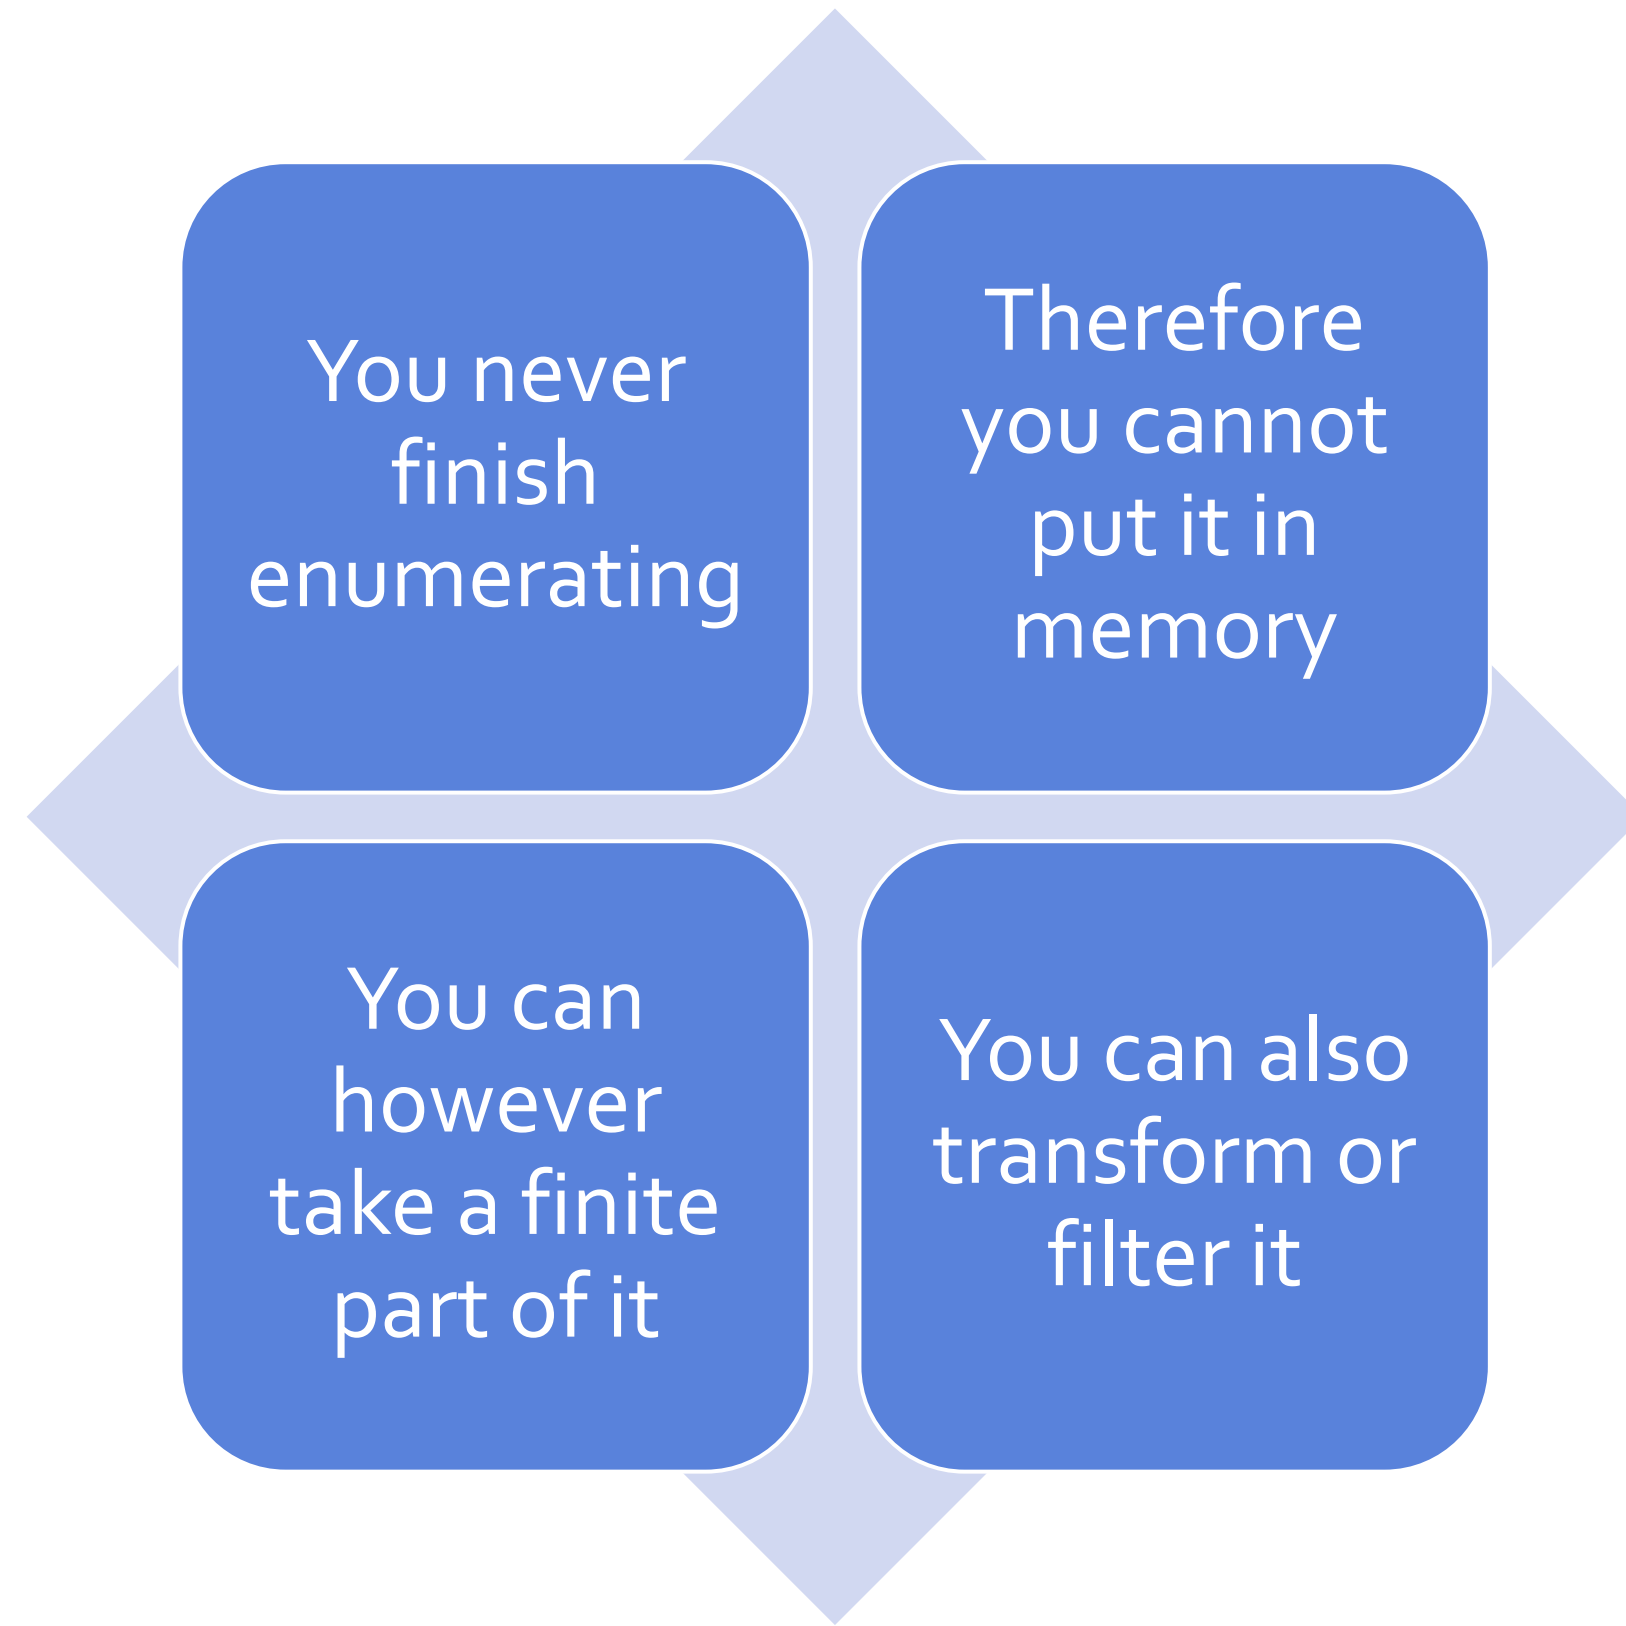 You never
finish
enumerating
Therefore
you cannot
put it in
memory
You can
however
take a finite
part of it
You can also
transform or
filter it